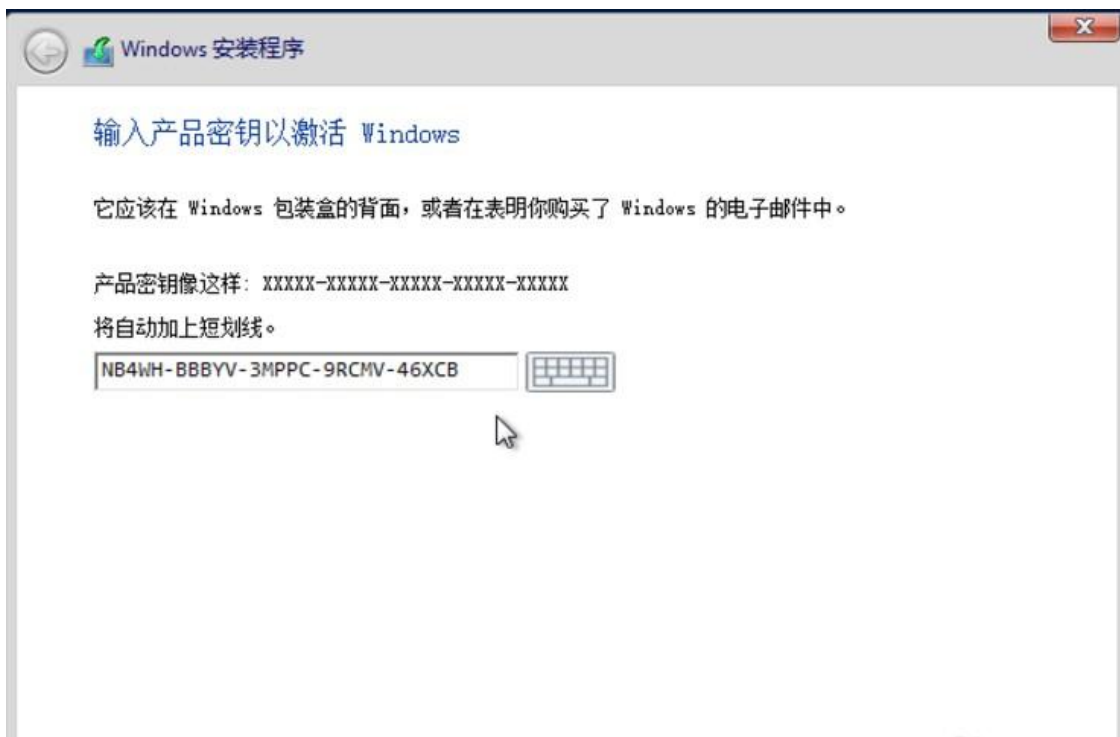 Windows 安装程序
输入产品密钥以激活 Windows
它应该在 Windows 包装盒的背面，或者在表明你购买了 Windows 的电子邮件中。
产品密钥像这样: XXXXX-XXXXX-XXXXX-XXXXX-XXXXX
将自动加上短划线。
NB4WH-BBBYV-3MPPC-9RCMV-46XCB